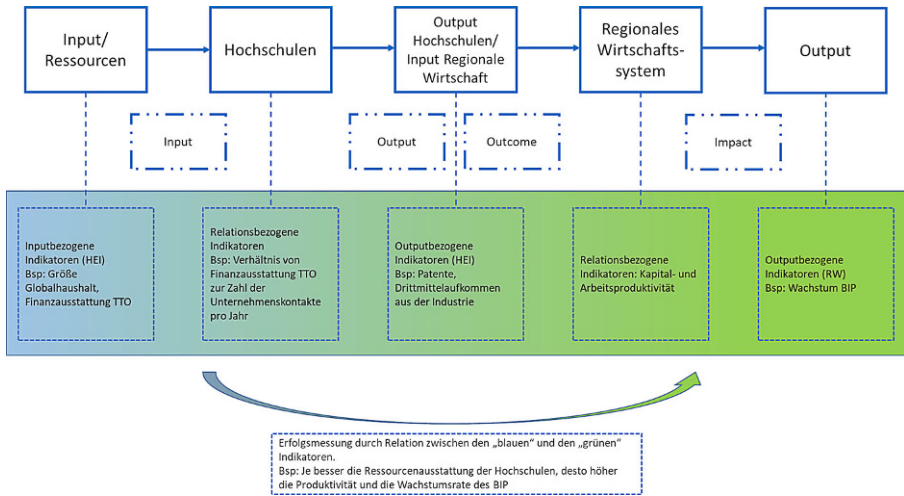 Input/
Ressourcen
Hochschulen
Output
Hochschulen/
Input Regionale
Wirtschaft
Regionales
Wirtschafts-
system
Output
Input
Output
Outcome
Impact
Inputbezogene
Indikatoren (HEI)
Bsp: Größe
Globalhaushalt,
Finanzausstattung TTO
Relationsbezogene
Indikatoren
Bsp: Verhältnis von
Finanzausstattung TTO
zur Zahl der
Unternehmenskontakte
pro Jahr
Outputbezogene
Indikatoren (HEI)
Bsp: Patente,
Drittmittelaufkommen
aus der Industrie
Relationsbezogene
Indikatoren: Kapital- und
Arbeitsproduktivität
Outputbezogene
Indikatoren (RW)
Bsp: Wachstum BIP
Erfolgsmessung durch Relation zwischen den „blauen“ und den „grünen“
Indikatoren.
Bsp: Je besser die Ressourcenausstattung der Hochschulen, desto höher
die Produktivität und die Wachstumsrate des BIP